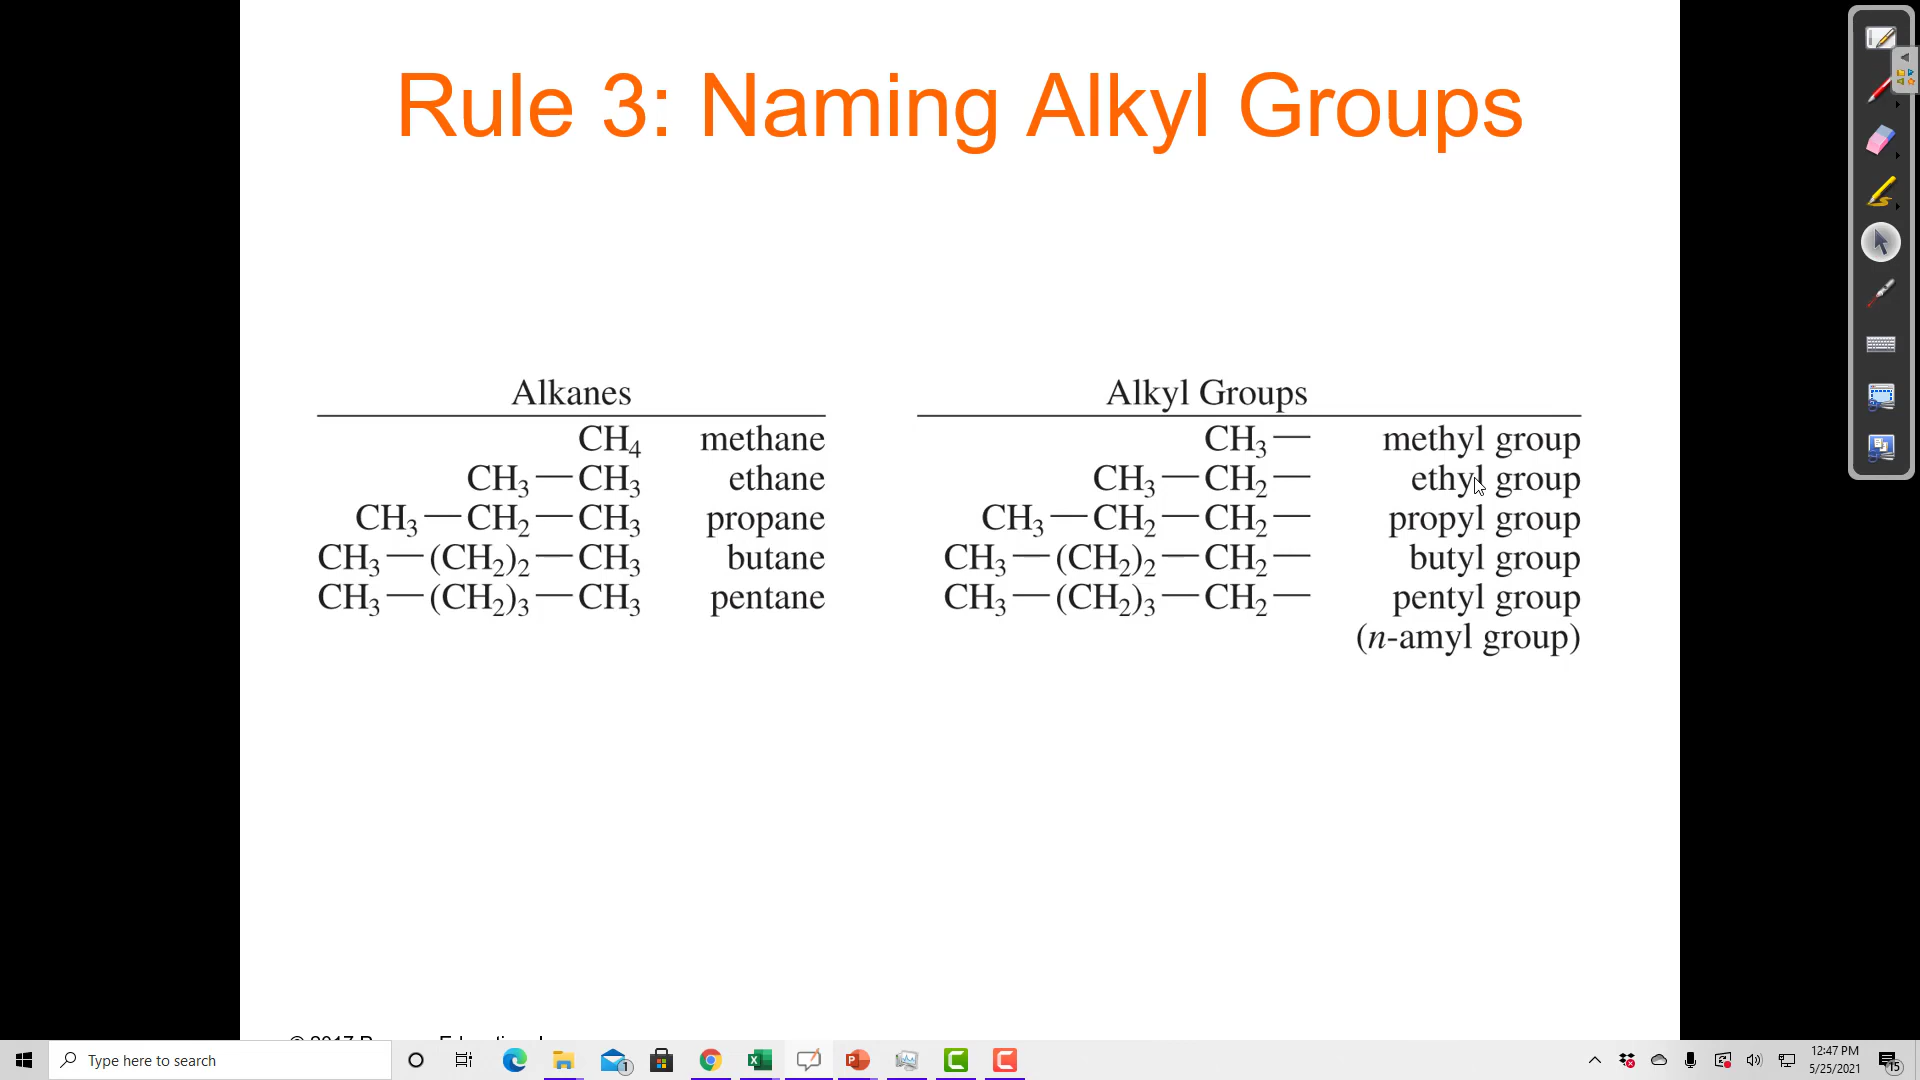 Rule 3: Naming Alkyl Groups
Alkanes
CH₄ methane
CH₃—CH₃ ethane
CH₃—CH₂—CH₃ propane
CH₃—(CH₂)₂—CH₃ butane
CH₃—(CH₂)₃—CH₃ pentane
Alkyl Groups
CH₃— methyl group
CH₃—CH₂— ethyl group
CH₃—CH₂—CH₂— propyl group
CH₃—(CH₂)₂—CH₂— butyl group
CH₃—(CH₂)₃—CH₂— pentyl group
(n-amyl group)
Type here to search
1
12:47 PM
5/25/2021
15